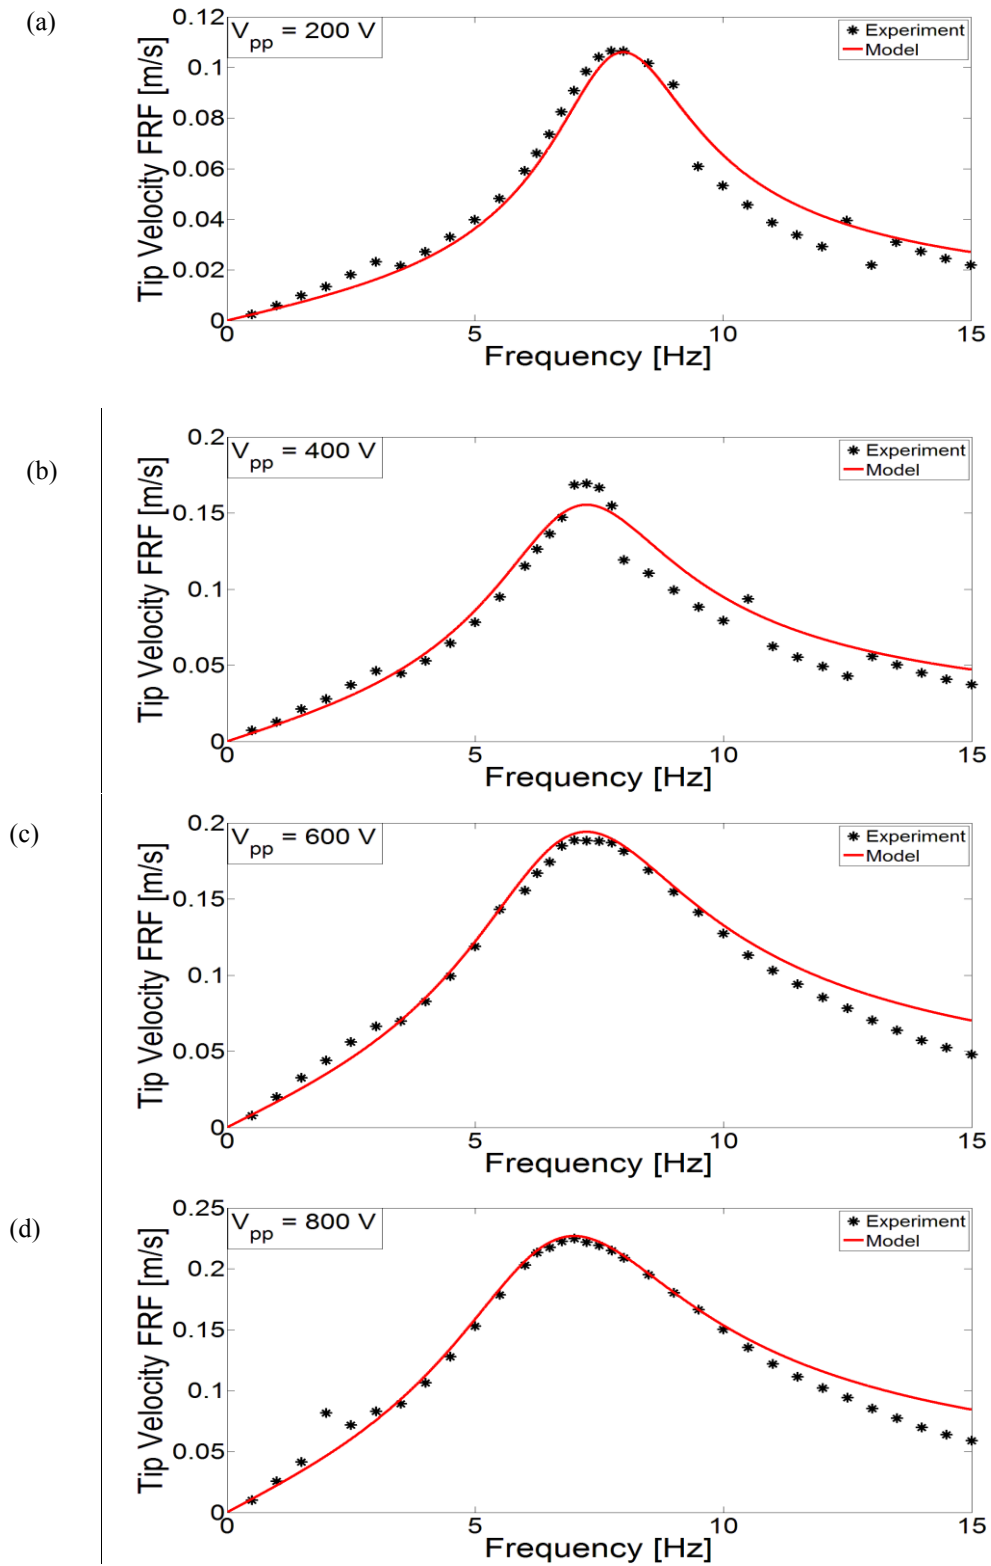 (a)
V_pp = 200 V
Experiment
Model
Tip Velocity FRF [m/s]
0.12
0.1
0.08
0.06
0.04
0.02
0
0 5 10 15
Frequency [Hz]
(b)
V_pp = 400 V
Experiment
Model
Tip Velocity FRF [m/s]
0.2
0.15
0.1
0.05
0
0 5 10 15
Frequency [Hz]
(c)
V_pp = 600 V
Experiment
Model
Tip Velocity FRF [m/s]
0.2
0.15
0.1
0.05
0
0 5 10 15
Frequency [Hz]
(d)
V_pp = 800 V
Experiment
Model
Tip Velocity FRF [m/s]
0.25
0.2
0.15
0.1
0.05
0
0 5 10 15
Frequency [Hz]